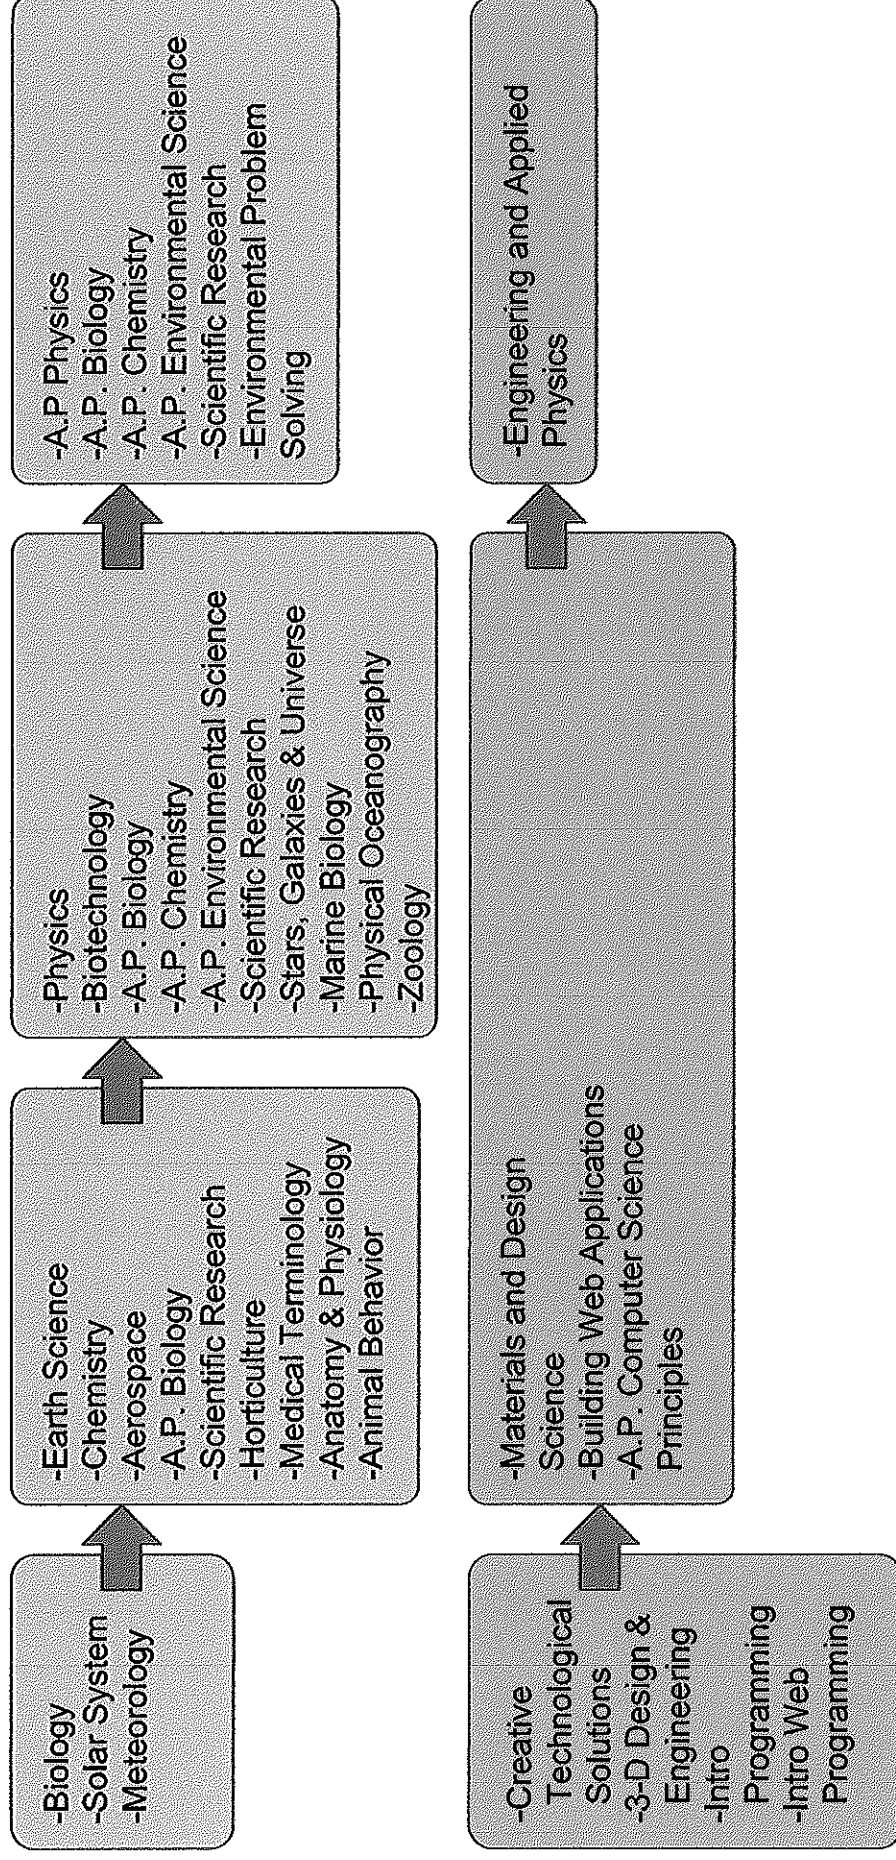 -Biology
-Solar System
-Meteorology
-Earth Science
-Chemistry
-Aerospace
-A.P. Biology
-Scientific Research
-Horticulture
-Medical Terminology
-Anatomy & Physiology
-Animal Behavior
-Physics
-Biotechnology
-A.P. Biology
-A.P. Chemistry
-A.P. Environmental Science
-Scientific Research
-Stars, Galaxies & Universe
-Marine Biology
-Physical Oceanography
-Zoology
-A.P Physics
-A.P. Biology
-A.P. Chemistry
-A.P. Environmental Science
-Scientific Research
-Environmental Problem
Solving
-Creative
Technological
Solutions
-3-D Design &
Engineering
-Intro
Programming
-Intro Web
Programming
-Materials and Design
Science
-Building Web Applications
-A.P. Computer Science
Principles
-Engineering and Applied
Physics